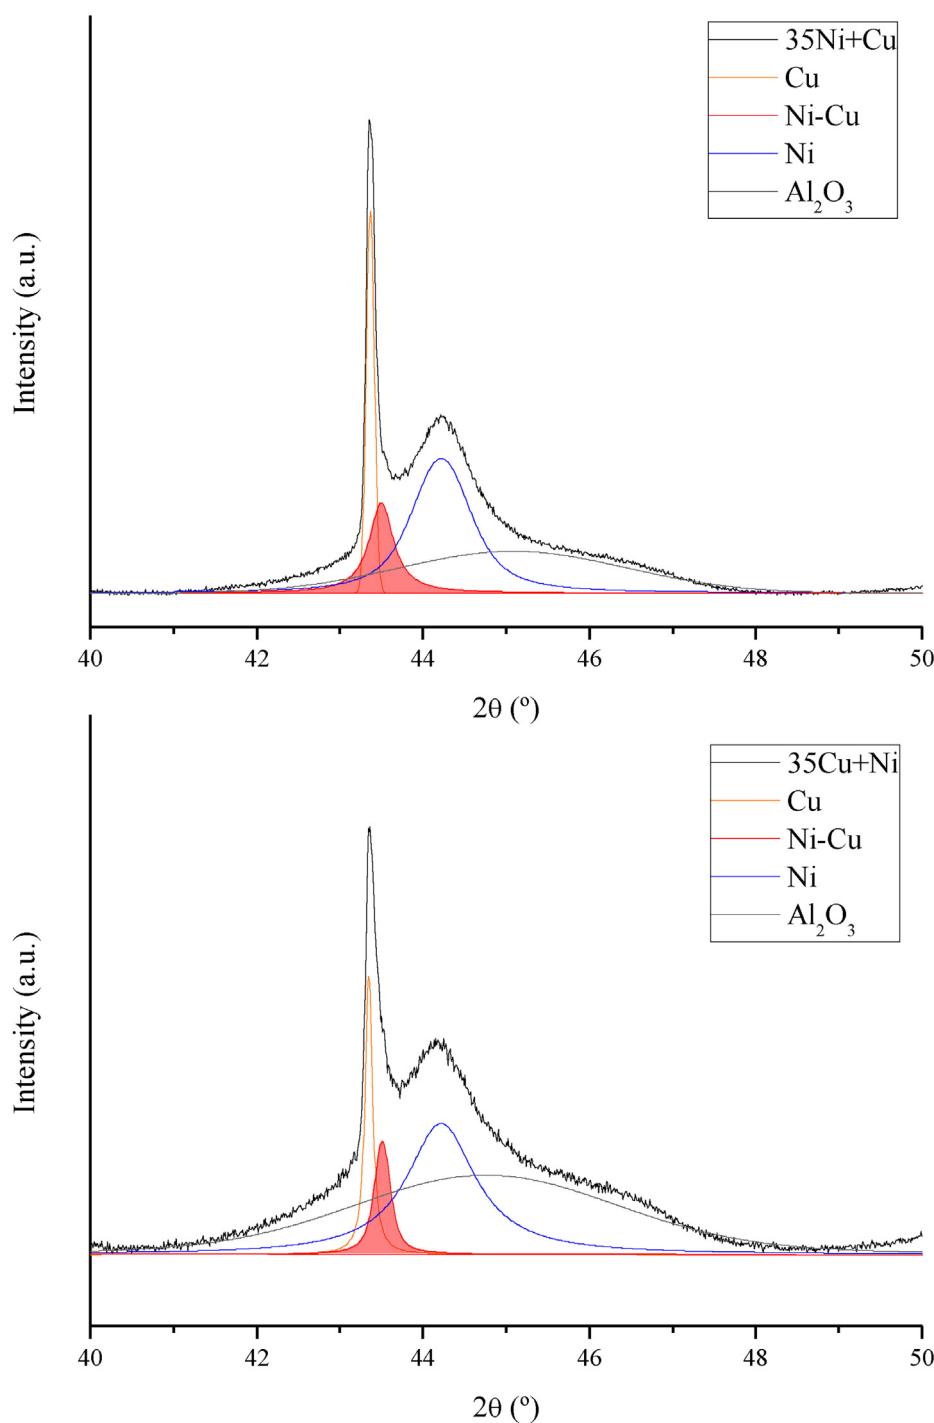 35Ni+Cu
Cu
Ni-Cu
Ni
Al₂O₃
Intensity (a.u.)
40 42 44 46 48 50
2θ (º)
35Cu+Ni
Cu
Ni-Cu
Ni
Al₂O₃
Intensity (a.u.)
40 42 44 46 48 50
2θ (º)